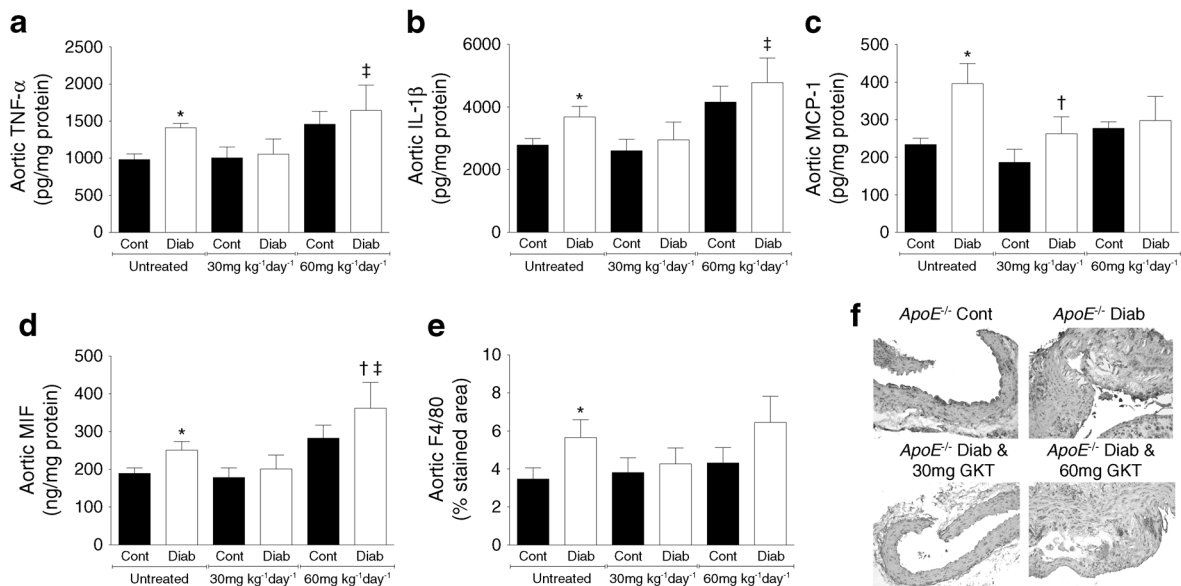 a
Aortic TNF-α
(pg/mg protein)
2500
2000
1500
1000
500
0
*
‡
Cont Diab Cont Diab Cont Diab
Untreated 30mg kg⁻¹day⁻¹ 60mg kg⁻¹day⁻¹
b
Aortic IL-1β
(pg/mg protein)
6000
4000
2000
0
*
‡
Cont Diab Cont Diab Cont Diab
Untreated 30mg kg⁻¹day⁻¹ 60mg kg⁻¹day⁻¹
c
Aortic MCP-1
(pg/mg protein)
500
400
300
200
100
0
*
†
Cont Diab Cont Diab Cont Diab
Untreated 30mg kg⁻¹day⁻¹ 60mg kg⁻¹day⁻¹
d
Aortic MIF
(ng/mg protein)
500
400
300
200
100
0
*
† ‡
Cont Diab Cont Diab Cont Diab
Untreated 30mg kg⁻¹day⁻¹ 60mg kg⁻¹day⁻¹
e
Aortic F4/80
(% stained area)
10
8
6
4
2
0
*
Cont Diab Cont Diab Cont Diab
Untreated 30mg kg⁻¹day⁻¹ 60mg kg⁻¹day⁻¹
f
ApoE⁻/⁻ Cont
ApoE⁻/⁻ Diab
ApoE⁻/⁻ Diab &
30mg GKT
ApoE⁻/⁻ Diab &
60mg GKT